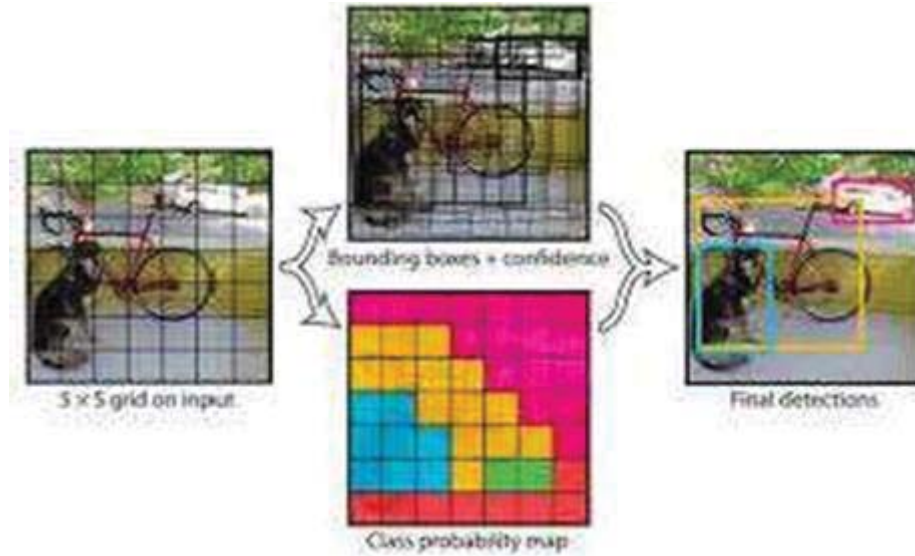 Bounding boxes + confidence
S × S grid on input
Final detections
Class probability map